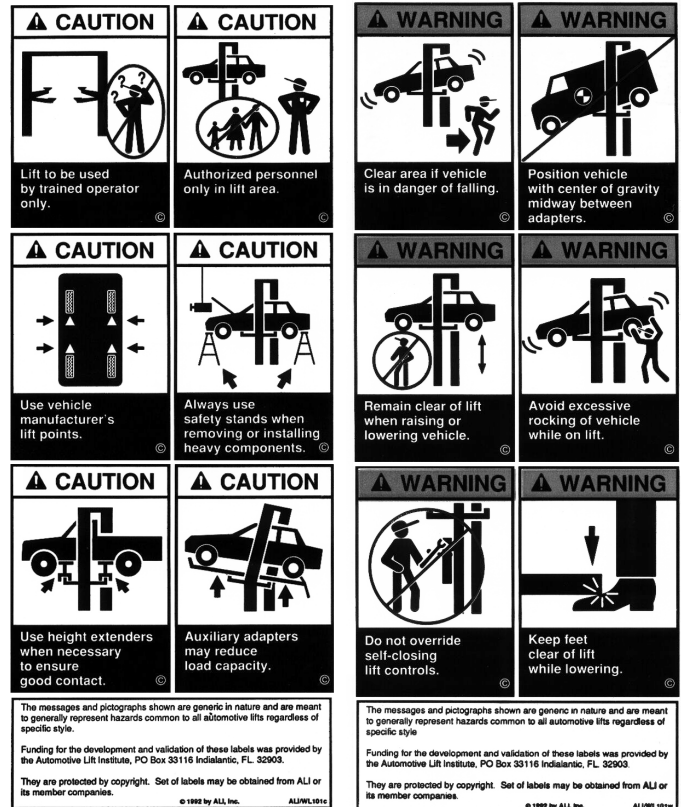 CAUTION
Lift to be used
by trained operator
only.
©
CAUTION
Authorized personnel
only in lift area.
©
CAUTION
Use vehicle
manufacturer's
lift points.
©
CAUTION
Always use
safety stands when
removing or installing
heavy components.
©
CAUTION
Use height extenders
when necessary
to ensure
good contact.
©
CAUTION
Auxiliary adapters
may reduce
load capacity.
©
The messages and pictographs shown are generic in nature and are meant
to generally represent hazards common to all automotive lifts regardless of
specific style.
Funding for the development and validation of these labels was provided by
the Automotive Lift Institute, PO Box 33116 Indialantic, FL. 32903.
They are protected by copyright. Set of labels may be obtained from ALI or
its member companies.
© 1992 by ALI, Inc. ALI/WL101c
WARNING
Clear area if vehicle
is in danger of falling.
©
WARNING
Position vehicle
with center of gravity
midway between
adapters.
©
WARNING
Remain clear of lift
when raising or
lowering vehicle.
©
WARNING
Avoid excessive
rocking of vehicle
while on lift.
©
WARNING
Do not override
self-closing
lift controls.
©
WARNING
Keep feet
clear of lift
while lowering.
©
The messages and pictographs shown are generic in nature and are meant
to generally represent hazards common to all automotive lifts regardless of
specific style
Funding for the development and validation of these labels was provided by
the Automotive Lift Institute, PO Box 33116 Indialantic, FL 32903.
They are protected by copyright. Set of labels may be obtained from ALI or
its member companies.
© 1992 by ALI, Inc. ALI/WL101w